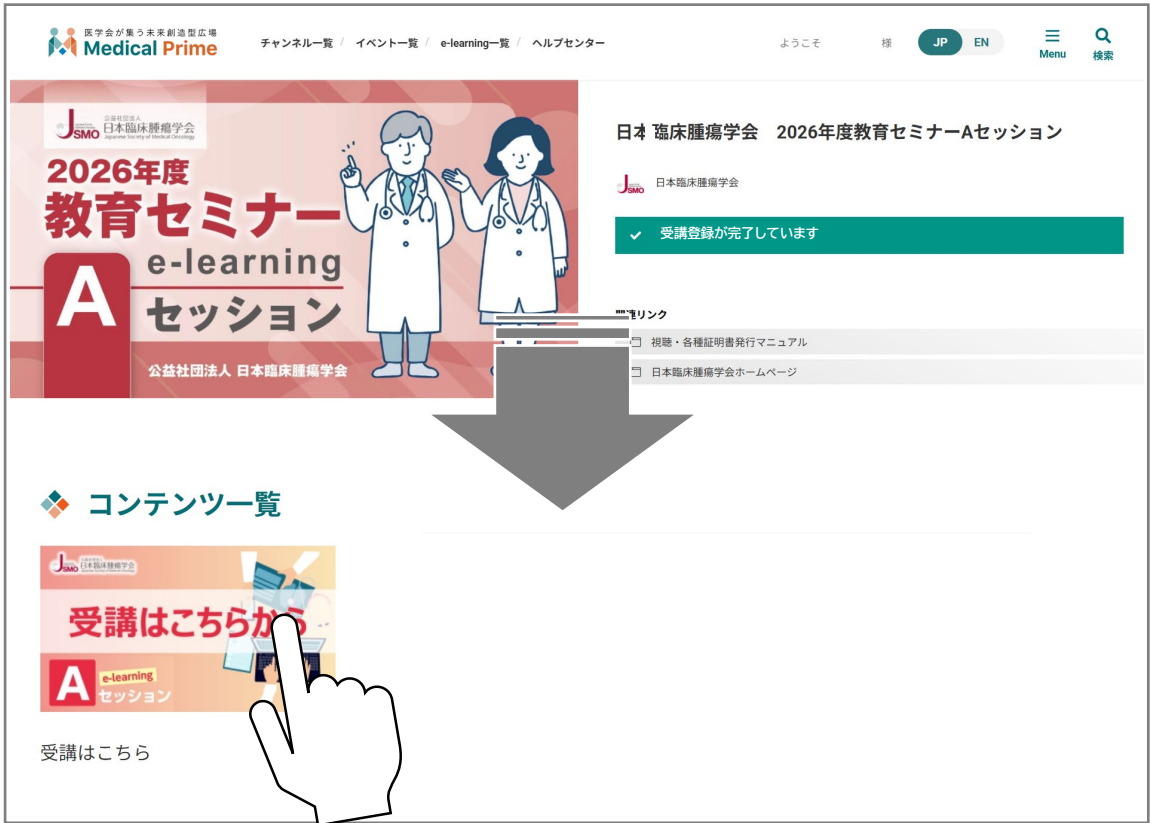 医学会が集う未来創造型広場
Medical Prime
チャンネル一覧 / イベント一覧 / e-learning一覧 / ヘルプセンター
ようこそ 様
JP EN
Menu
検索
公益社団法人
JSMO 日本臨床腫瘍学会
Japanese Society of Medical Oncology
2026年度
教育セミナー
e-learning
A セッション
公益社団法人 日本臨床腫瘍学会
日本臨床腫瘍学会 2026年度教育セミナーAセッション
JSMO 日本臨床腫瘍学会
受講登録が完了しています
関連リンク
視聴・各種証明書発行マニュアル
日本臨床腫瘍学会ホームページ
コンテンツ一覧
JSMO 日本臨床腫瘍学会
受講はこちらから
A e-learning
セッション
受講はこちら